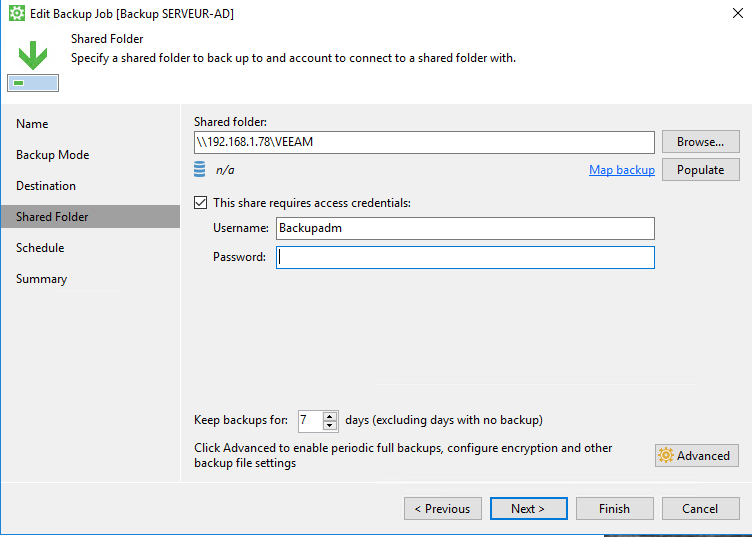 Edit Backup Job [Backup SERVEUR-AD]
Shared Folder
Specify a shared folder to back up to and account to connect to a shared folder with.
Name
Backup Mode
Destination
Shared Folder
Schedule
Summary
Shared folder:
\\192.168.1.78\VEEAM
Browse...
n/a
Map backup
Populate
This share requires access credentials:
Username: Backupadm
Password:
Keep backups for: 7 days (excluding days with no backup)
Click Advanced to enable periodic full backups, configure encryption and other
backup file settings
Advanced
< Previous
Next >
Finish
Cancel